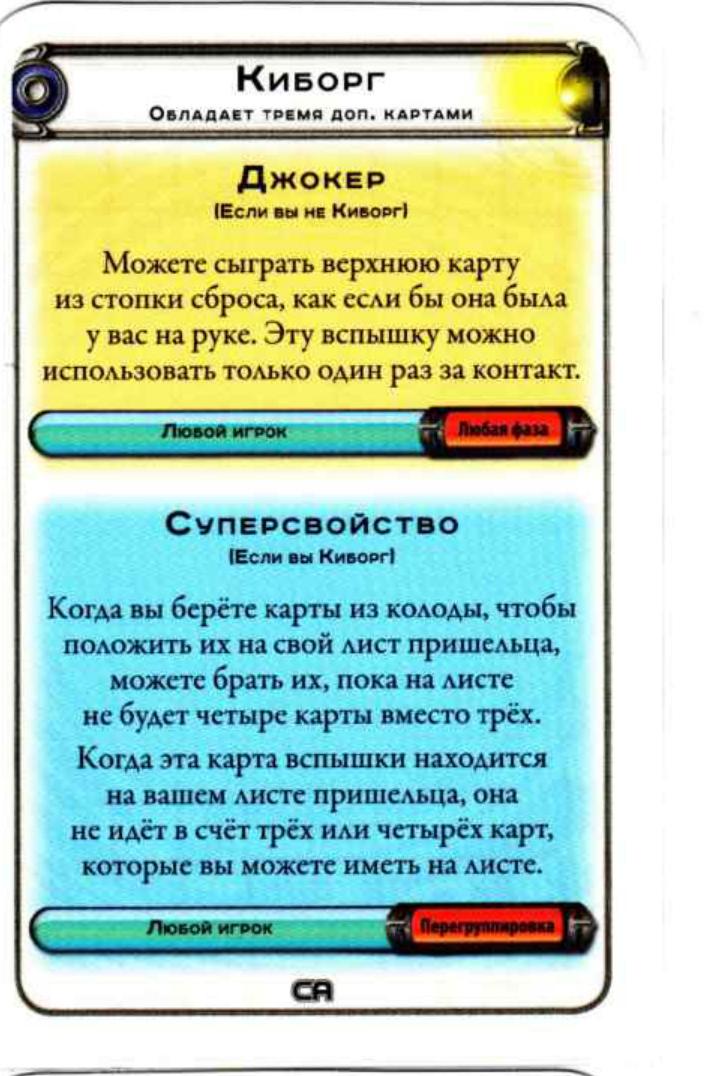 Киборг
Обладает тремя доп. картами
Джокер
(Если вы не Киборг)
Можете сыграть верхнюю карту
из стопки сброса, как если бы она была
у вас на руке. Эту вспышку можно
использовать только один раз за контакт.
Любой игрок
Любая фаза
Суперсвойство
(Если вы Киборг)
Когда вы берёте карты из колоды, чтобы
положить их на свой лист пришельца,
можете брать их, пока на листе
не будет четыре карты вместо трёх.
Когда эта карта вспышки находится
на вашем листе пришельца, она
не идёт в счёт трёх или четырёх карт,
которые вы можете иметь на листе.
Любой игрок
Перегруппировка
CA